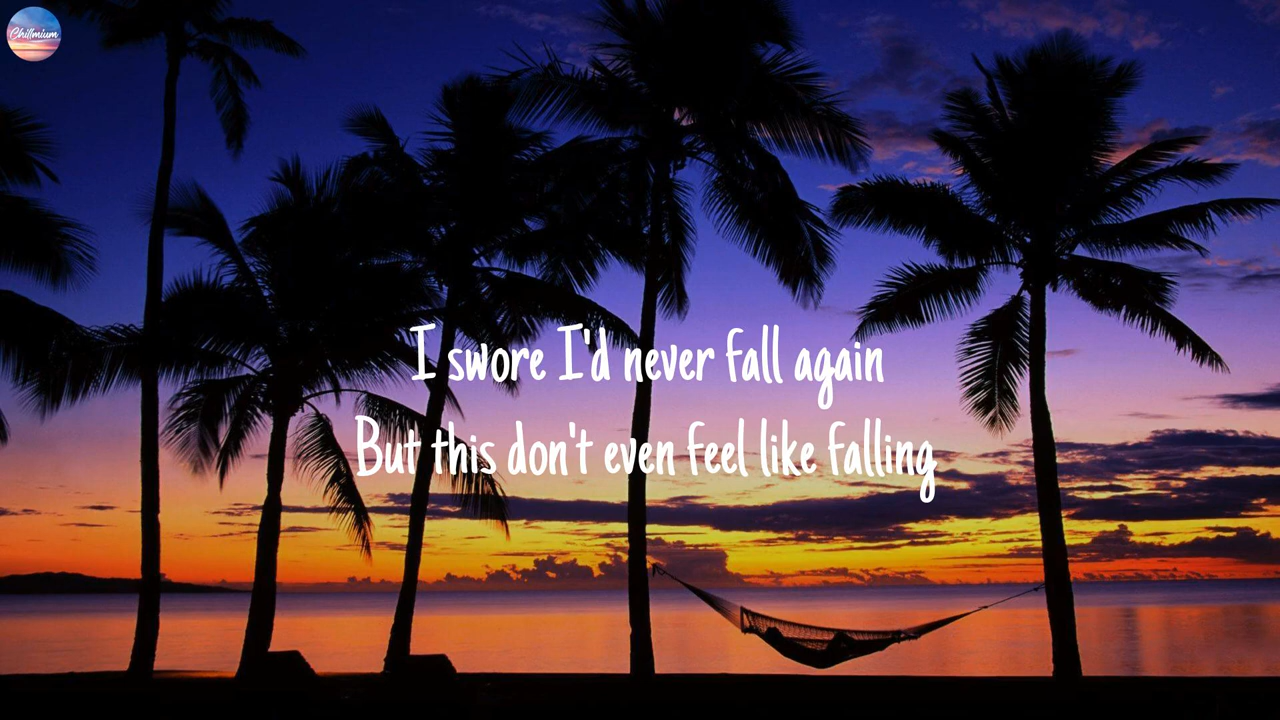 Chillmium
I swore I'd never fall again
But this don't even feel like falling